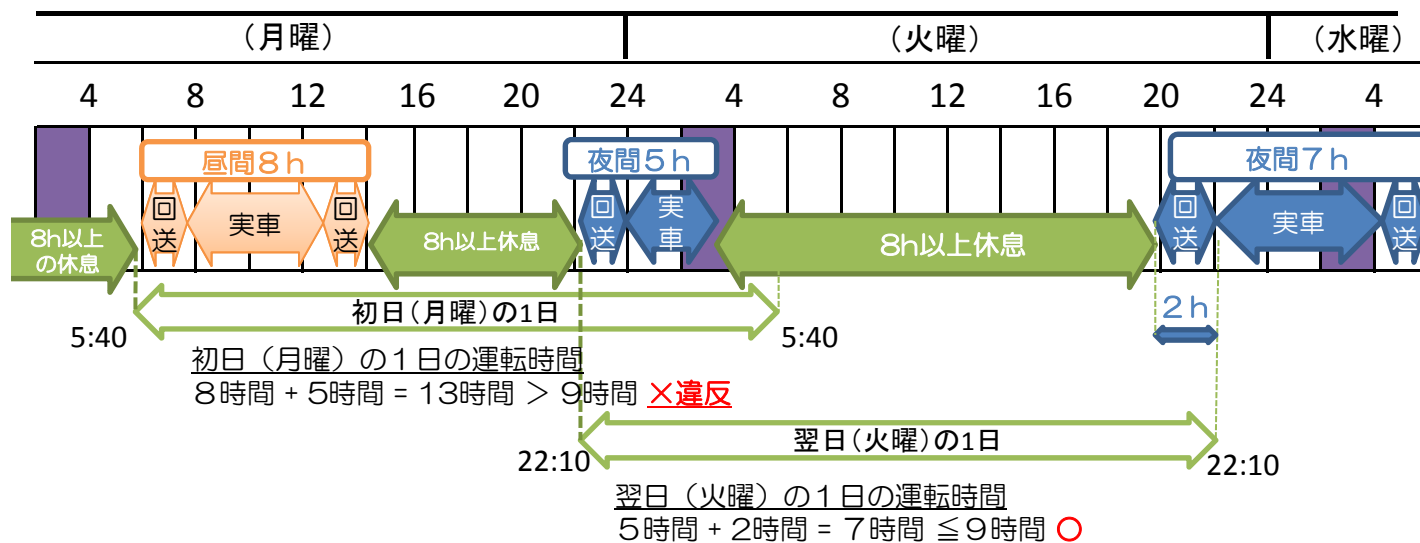 （月曜）
（火曜）
（水曜）
4 8 12 16 20 24 4 8 12 16 20 24 4
昼間８ｈ
夜間５ｈ
夜間７ｈ
8h以上
の休息
回送
実車
回送
8h以上休息
回送
実車
8h以上休息
回送
実車
回送
２ｈ
初日（月曜）の1日
5:40
5:40
初日（月曜）の１日の運転時間
８時間 + 5時間 = 13時間 ＞ 9時間 ×違反
翌日（火曜）の1日
22:10
22:10
翌日（火曜）の１日の運転時間
５時間 + ２時間 = ７時間 ≦９時間 ○